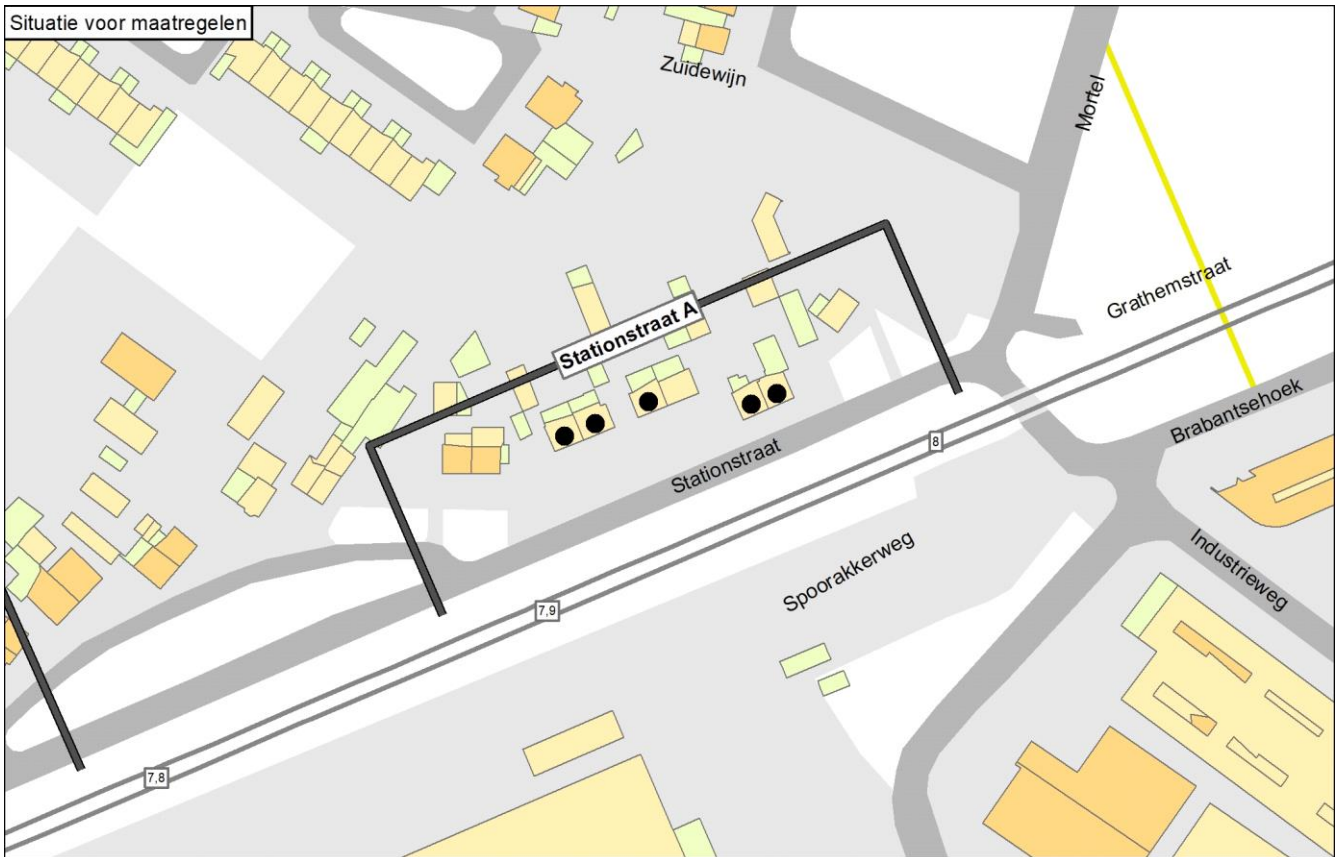 Situatie voor maatregelen
Zuidewijn
Mortel
Grathemstraat
Stationstraat A
Brabantsehoek
8
Stationstraat
Industrieweg
Spoorakkerweg
7,9
7,8